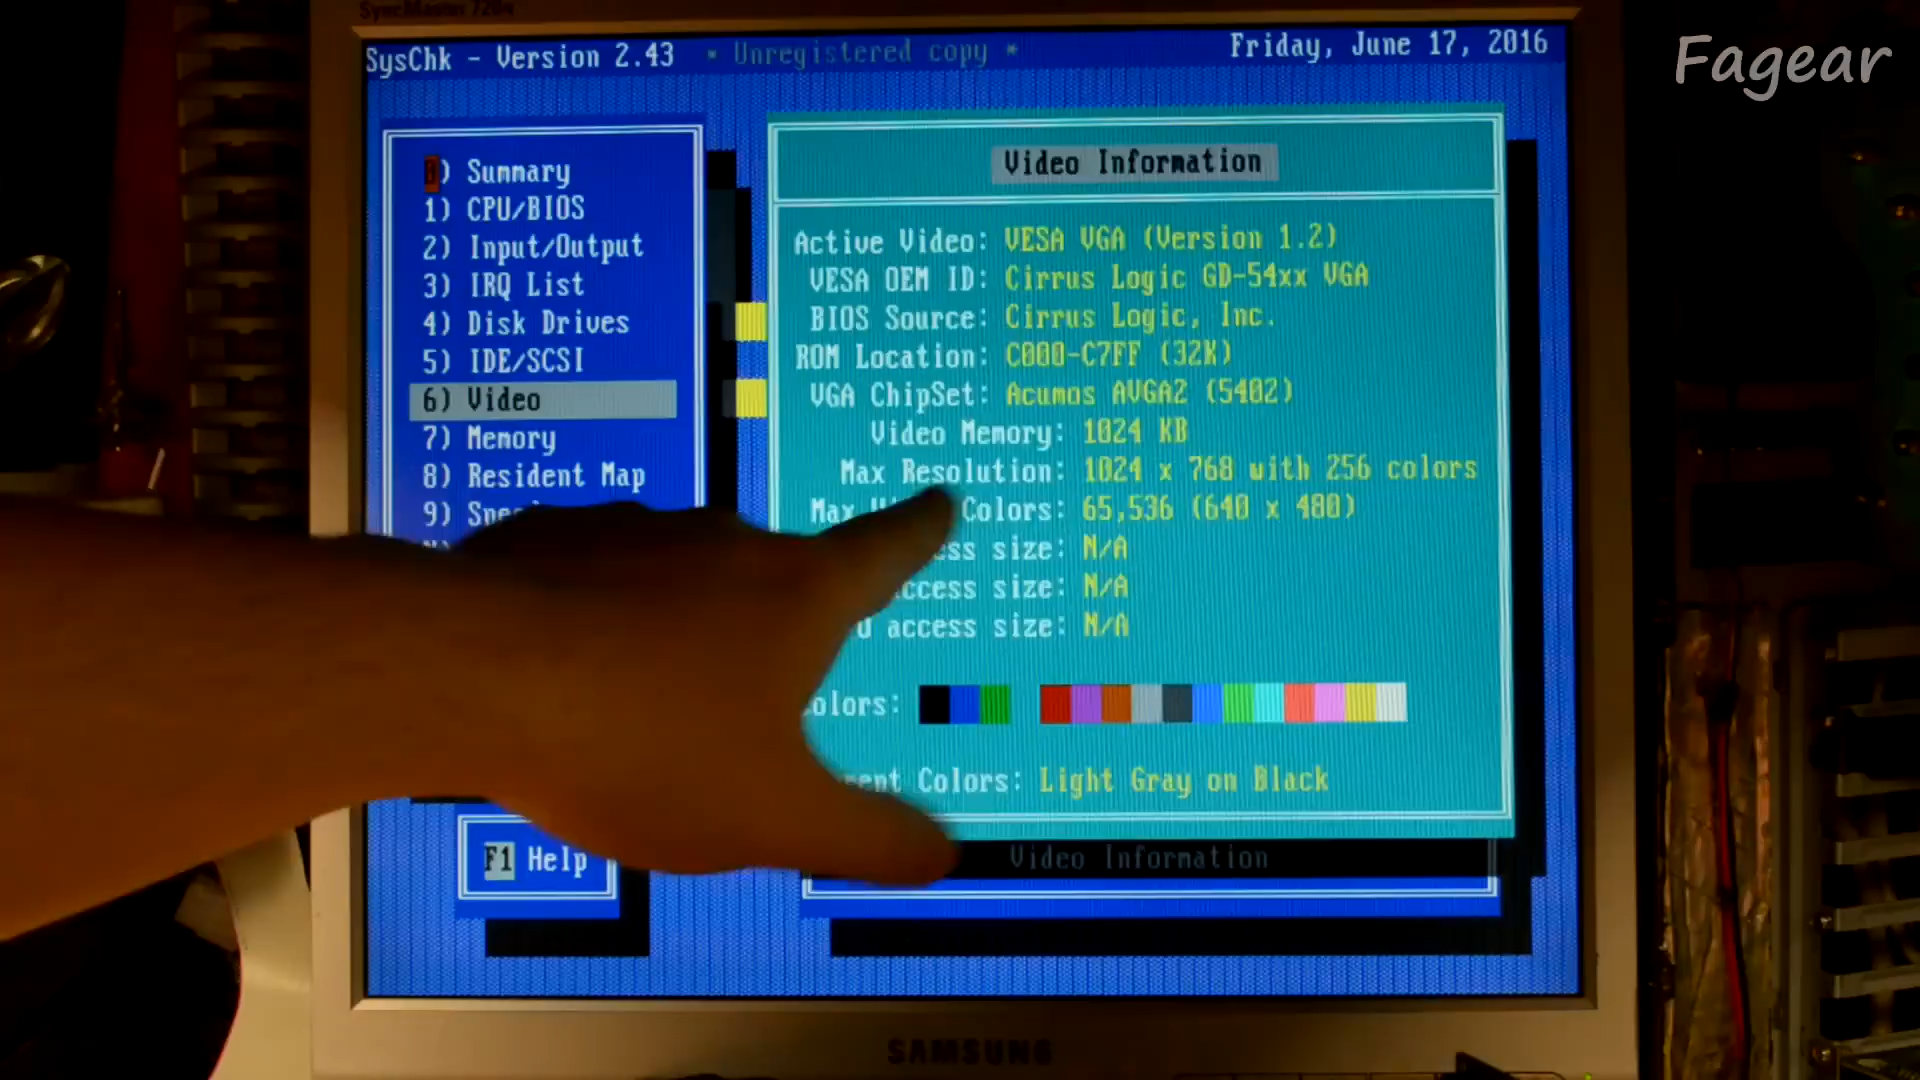 SyncMaster 720n
SysChk - Version 2.43 * Unregistered copy * Friday, June 17, 2016
Fagear
) Summary
1) CPU/BIOS
2) Input/Output
3) IRQ List
4) Disk Drives
5) IDE/SCSI
6) Video
7) Memory
8) Resident Map
9)
Video Information
Active Video: VESA VGA (Version 1.2)
VESA OEM ID: Cirrus Logic GD-54xx VGA
BIOS Source: Cirrus Logic, Inc.
ROM Location: C000-C7FF (32K)
VGA ChipSet: Acumos AVGA2 (5402)
Video Memory: 1024 KB
Max Resolution: 1024 x 768 with 256 colors
Max Colors: 65,536 (640 x 480)
size: N/A
access size: N/A
access size: N/A
Colors:
Colors: Light Gray on Black
Video Information
F1 Help
SAMSUNG